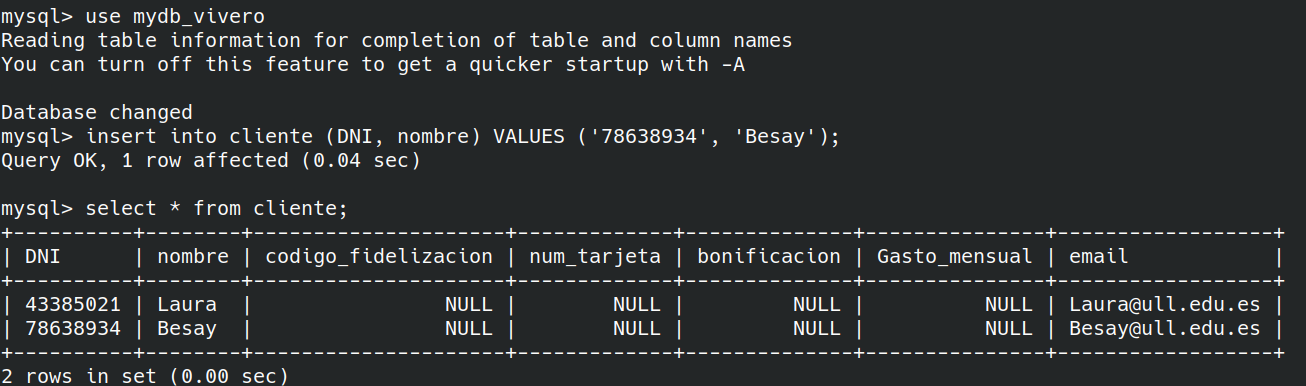 mysql> use mydb_vivero
Reading table information for completion of table and column names
You can turn off this feature to get a quicker startup with -A
Database changed
mysql> insert into cliente (DNI, nombre) VALUES ('78638934', 'Besay');
Query OK, 1 row affected (0.04 sec)
mysql> select * from cliente;
+----------+--------+---------------------+-------------+--------------+---------------+------------------+
| DNI      | nombre | codigo_fidelizacion | num_tarjeta | bonificacion | Gasto_mensual | email            |
+----------+--------+---------------------+-------------+--------------+---------------+------------------+
| 43385021 | Laura  |                NULL |        NULL |         NULL |          NULL | Laura@ull.edu.es |
| 78638934 | Besay  |                NULL |        NULL |         NULL |          NULL | Besay@ull.edu.es |
+----------+--------+---------------------+-------------+--------------+---------------+------------------+
2 rows in set (0.00 sec)